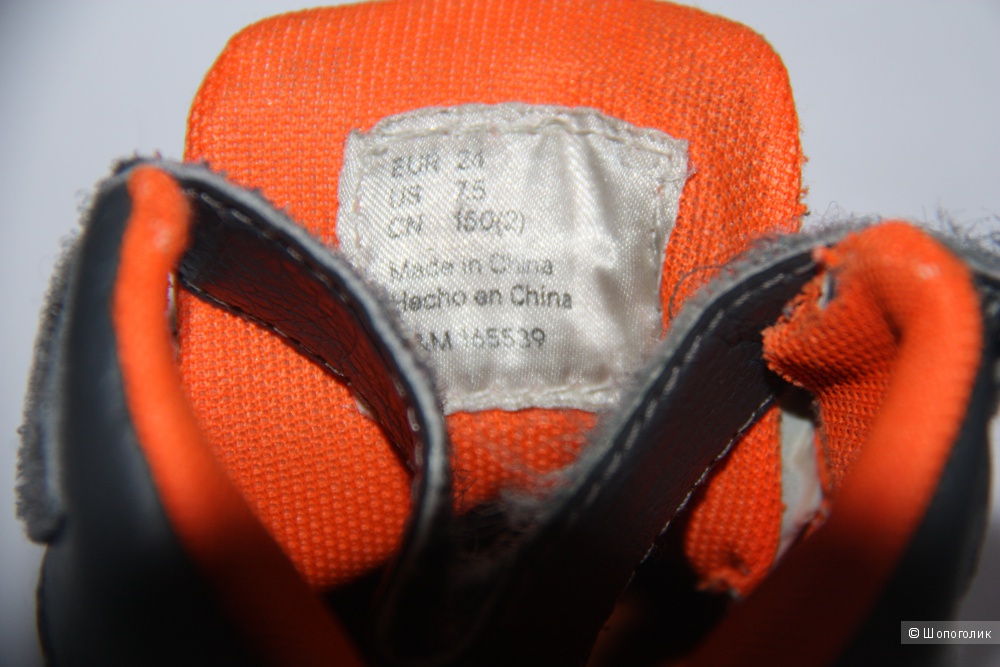 EUR 24
US 7.5
CN 150(2)
Made in China
Hecho en China
165539
© Шопоголик